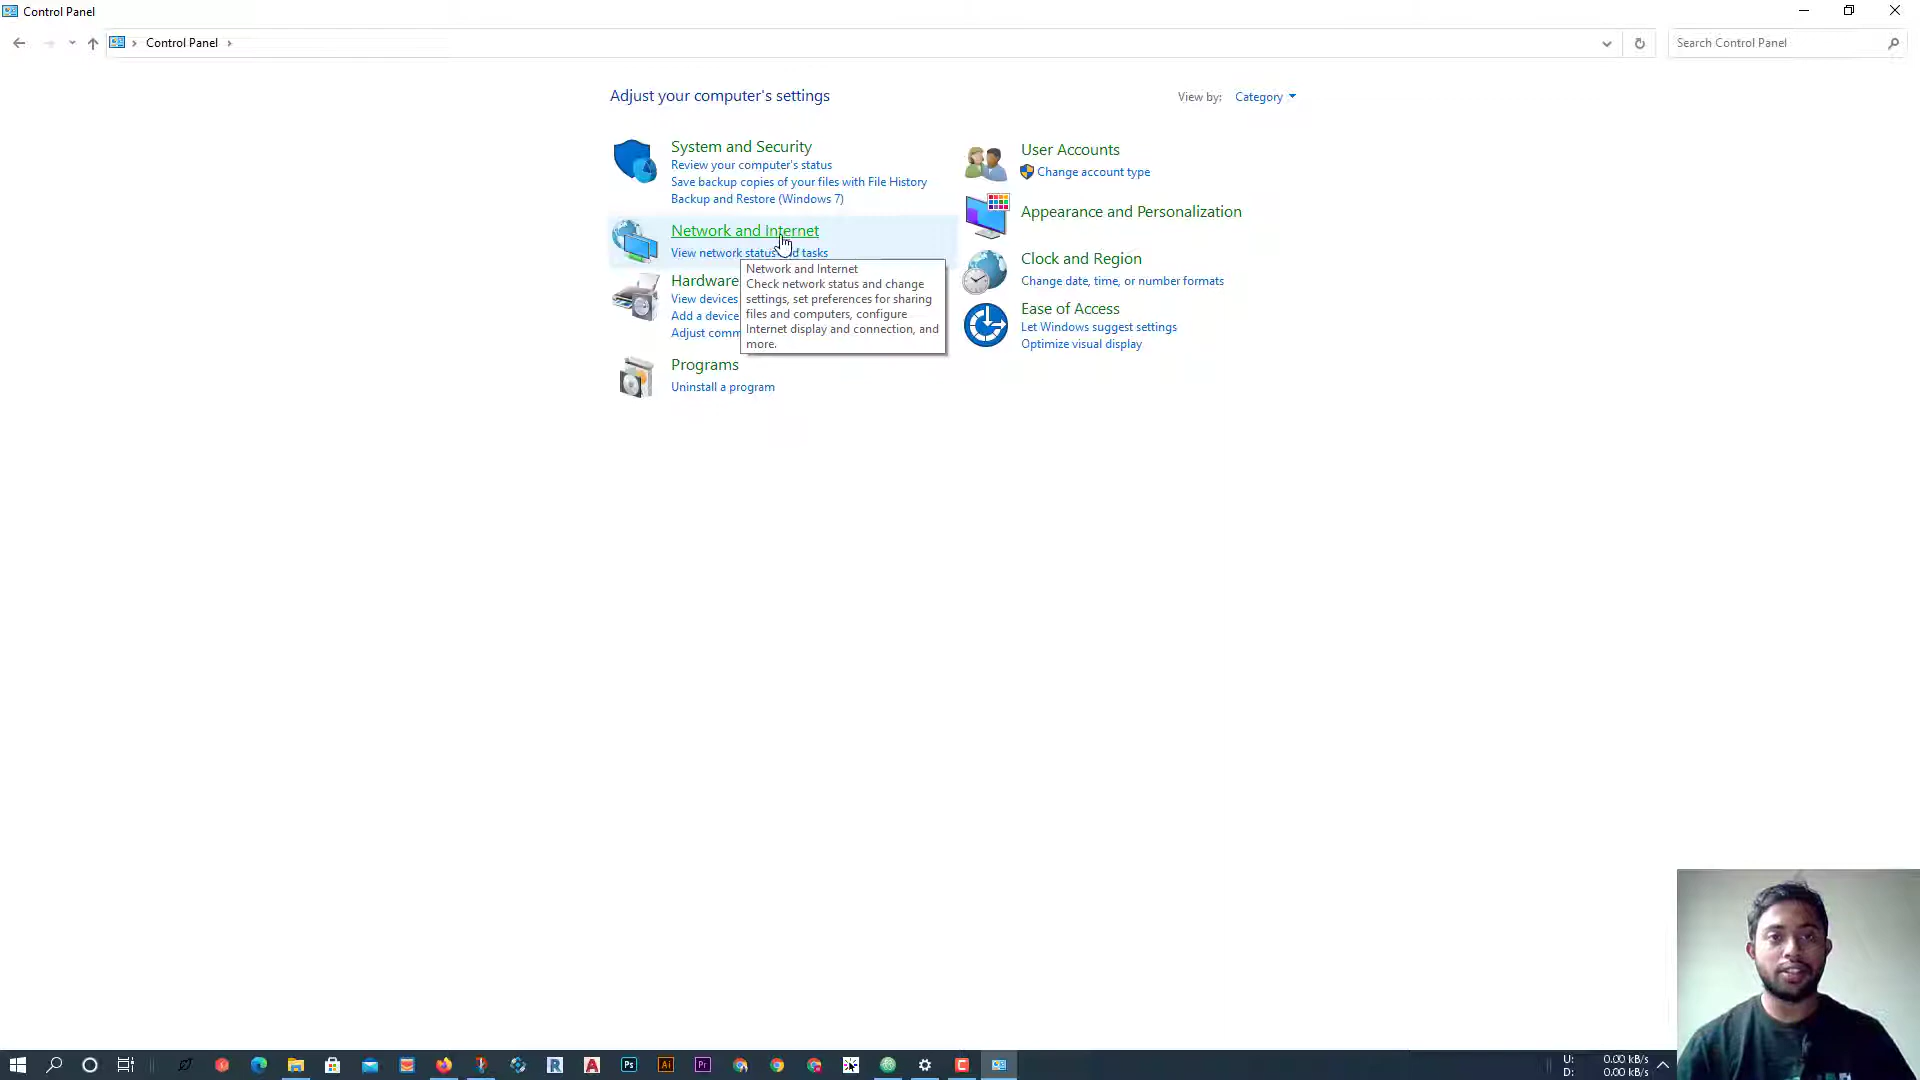 Control Panel
Control Panel
Search Control Panel
Adjust your computer's settings
View by: Category
System and Security
Review your computer's status
Save backup copies of your files with File History
Backup and Restore (Windows 7)
Network and Internet
View network status and tasks
Network and Internet
Check network status and change
settings, set preferences for sharing
files and computers, configure
Internet display and connection, and
more.
Hardware
View devices
Add a device
Adjust comm
Programs
Uninstall a program
User Accounts
Change account type
Appearance and Personalization
Clock and Region
Change date, time, or number formats
Ease of Access
Let Windows suggest settings
Optimize visual display
R
A
Ps
Ai
Pr
U: 0.00 kB/s
D: 0.00 kB/s